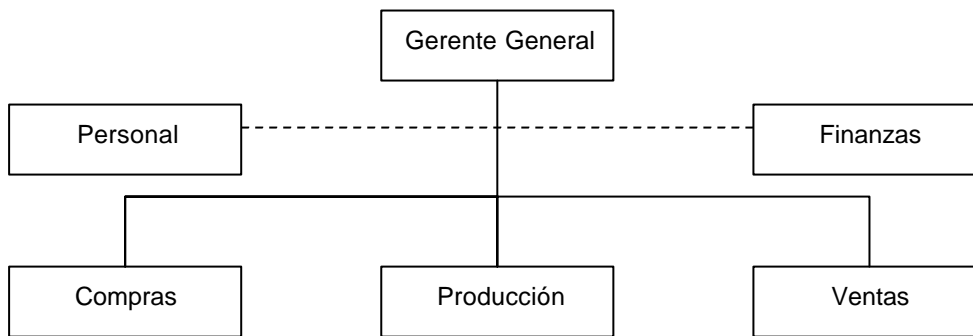 Gerente General
Personal
Finanzas
Compras
Producción
Ventas